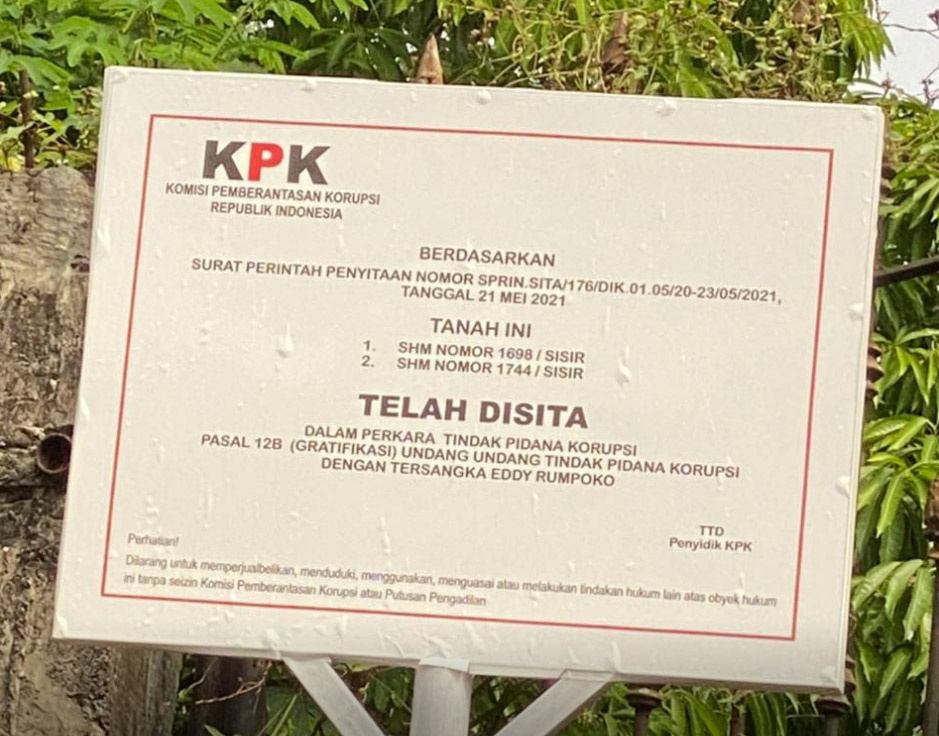 KPK
KOMISI PEMBERANTASAN KORUPSI
REPUBLIK INDONESIA
BERDASARKAN
SURAT PERINTAH PENYITAAN NOMOR SPRIN.SITA/176/DIK.01.05/20-23/05/2021,
TANGGAL 21 MEI 2021
TANAH INI
1. SHM NOMOR 1698 / SISIR
2. SHM NOMOR 1744 / SISIR
TELAH DISITA
DALAM PERKARA TINDAK PIDANA KORUPSI
PASAL 12B (GRATIFIKASI) UNDANG UNDANG TINDAK PIDANA KORUPSI
DENGAN TERSANGKA EDDY RUMPOKO
TTD
Penyidik KPK
Perhatian!
Dilarang untuk memperjualbelikan, menduduki, menggunakan, menguasai atau melakukan tindakan hukum lain atas obyek hukum
ini tanpa seizin Komisi Pemberantasan Korupsi atau Putusan Pengadilan